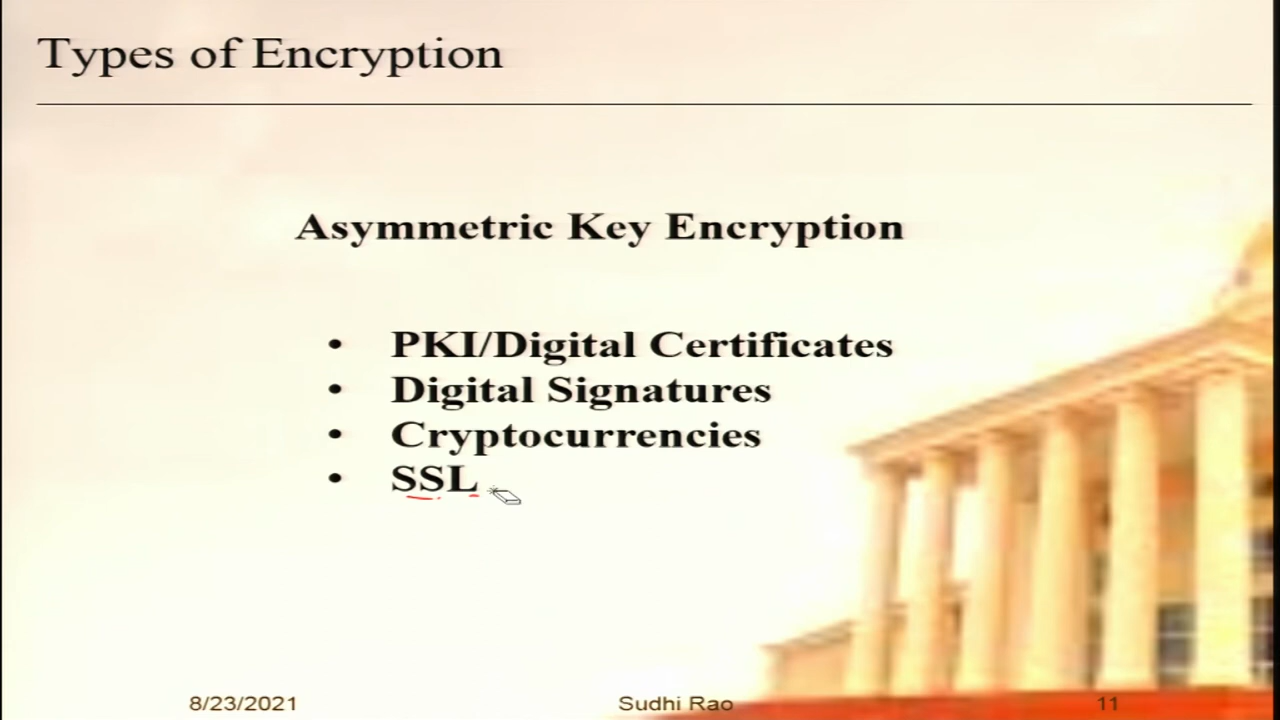 Types of Encryption
Asymmetric Key Encryption
• PKI/Digital Certificates
• Digital Signatures
• Cryptocurrencies
• SSL
8/23/2021 Sudhi Rao 11